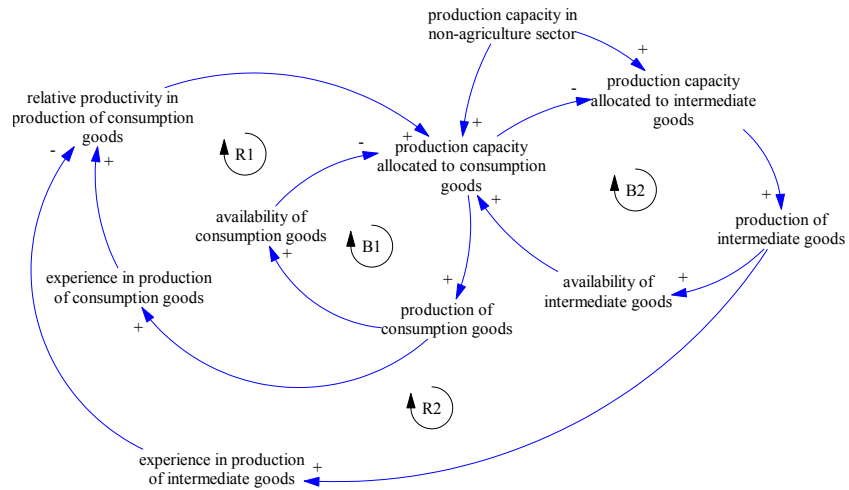 production capacity in
non-agriculture sector
+
-
production capacity
allocated to intermediate
goods
relative productivity in
production of consumption
goods
-
+
R1
-
+
+
production capacity
allocated to consumption
goods
+
B2
+
production of
intermediate goods
availability of
consumption goods
B1
+
experience in production
of consumption goods
+
+
availability of
intermediate goods
+
production of
consumption goods
+
R2
experience in production
of intermediate goods
+